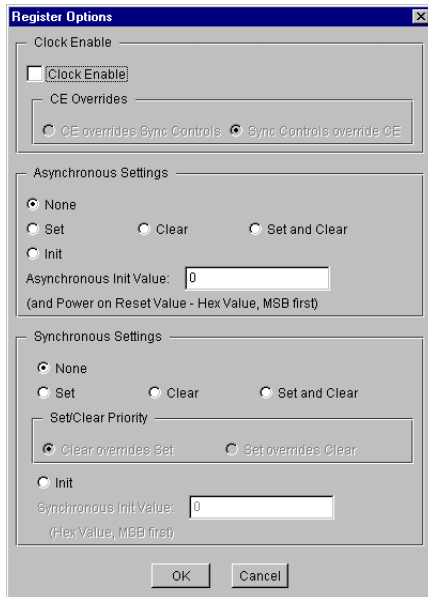 Register Options
Clock Enable
Clock Enable
CE Overrides
CE overrides Sync Controls Sync Controls override CE
Asynchronous Settings
None
Set Clear Set and Clear
Init
Asynchronous Init Value: 0
(and Power on Reset Value - Hex Value, MSB first)
Synchronous Settings
None
Set Clear Set and Clear
Set/Clear Priority
Clear overrides Set Set overrides Clear
Init
Synchronous Init Value: 0
(Hex Value, MSB first)
OK Cancel